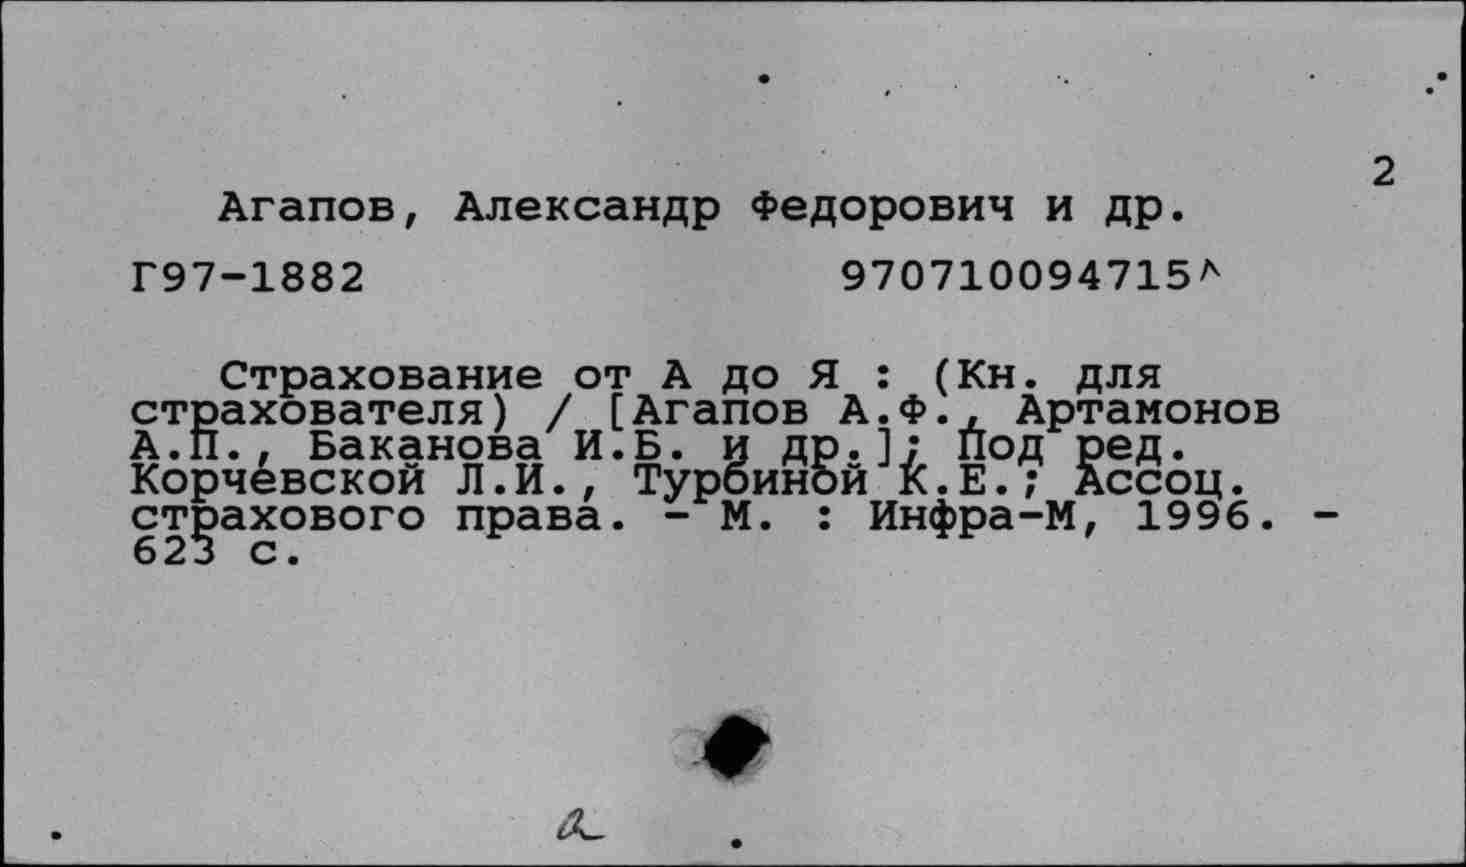 2
Агапов, Александр Федорович и др.
Г97-1882 970710094715л
Страхование от А до Я : (Кн. для
страхователя) / [Агапов А.Ф., Артамонов
А.П., Баканова И.Б. и др.]; Под ред.
Корчевской Л.И., Турбиной К.Е.; Ассоц.
страхового права. - М. : Инфра-М, 1996. -
623 с.